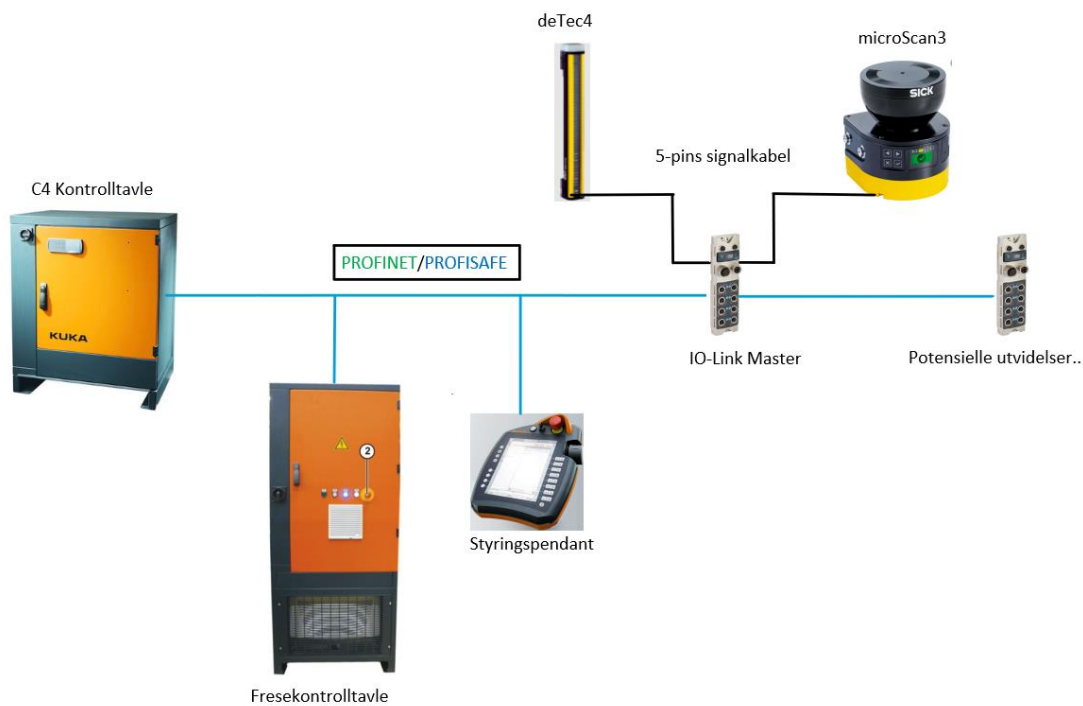 deTec4
microScan3
SICK
5-pins signalkabel
C4 Kontrolltavle
PROFINET/PROFISAFE
KUKA
IO-Link Master
Potensielle utvidelser..
2
Styringspendant
Fresekontrolltavle